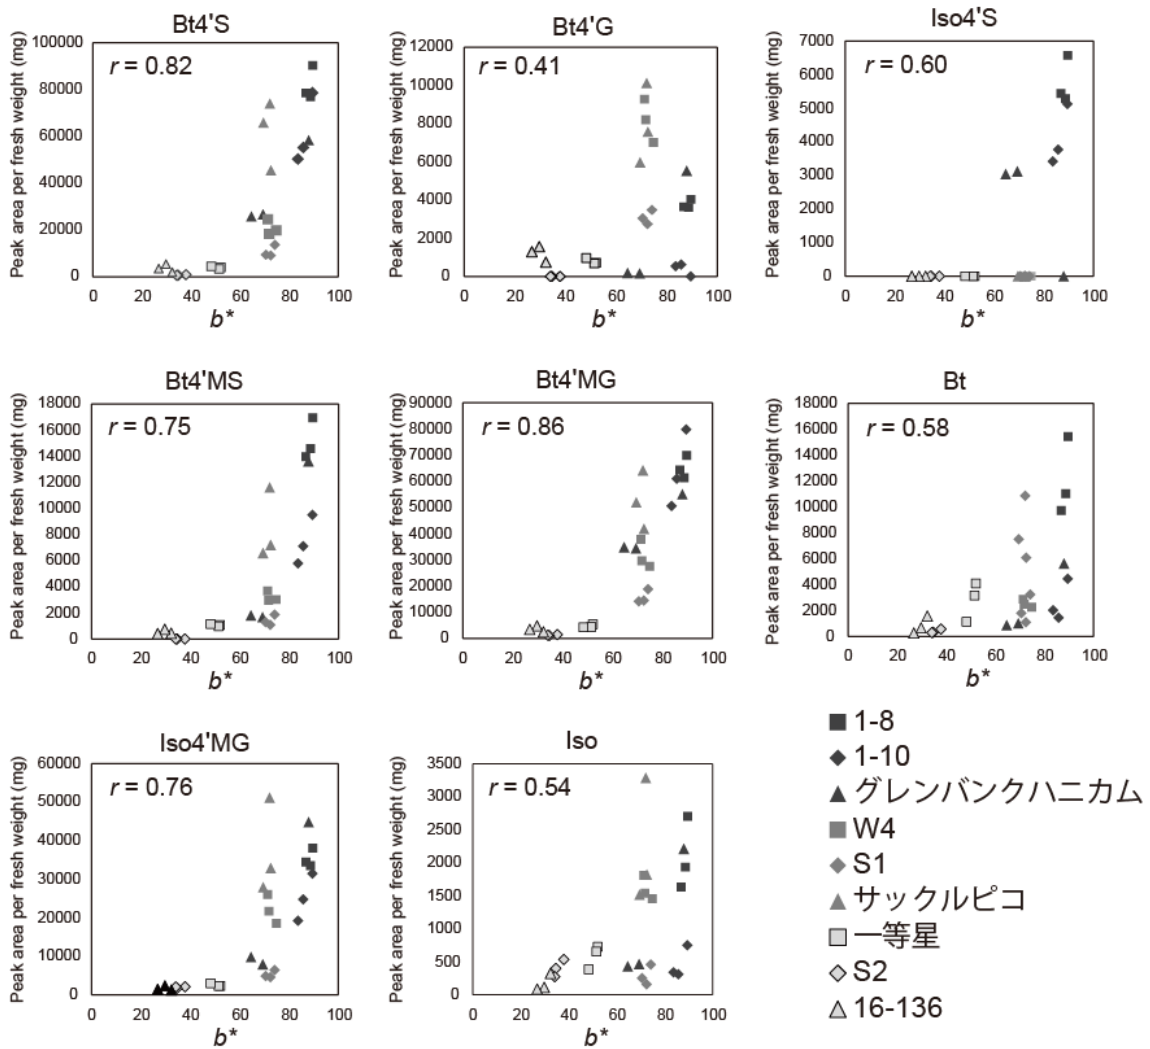 Bt4'S
Peak area per fresh weight (mg)
100000
80000
60000
40000
20000
0
r = 0.82
0 20 40 60 80 100
b*
Bt4'G
Peak area per fresh weight (mg)
12000
10000
8000
6000
4000
2000
0
r = 0.41
0 20 40 60 80 100
b*
Iso4'S
Peak area per fresh weight (mg)
7000
6000
5000
4000
3000
2000
1000
0
r = 0.60
0 20 40 60 80 100
b*
Bt4'MS
Peak area per fresh weight (mg)
18000
16000
14000
12000
10000
8000
6000
4000
2000
0
r = 0.75
0 20 40 60 80 100
b*
Bt4'MG
Peak area per fresh weight (mg)
90000
80000
70000
60000
50000
40000
30000
20000
10000
0
r = 0.86
0 20 40 60 80 100
b*
Bt
Peak area per fresh weight (mg)
18000
16000
14000
12000
10000
8000
6000
4000
2000
0
r = 0.58
0 20 40 60 80 100
b*
Iso4'MG
Peak area per fresh weight (mg)
60000
50000
40000
30000
20000
10000
0
r = 0.76
0 20 40 60 80 100
b*
Iso
Peak area per fresh weight (mg)
3500
3000
2500
2000
1500
1000
500
0
r = 0.54
0 20 40 60 80 100
b*
1-8
1-10
グレンバンクハニカム
W4
S1
サックルピコ
一等星
S2
16-136